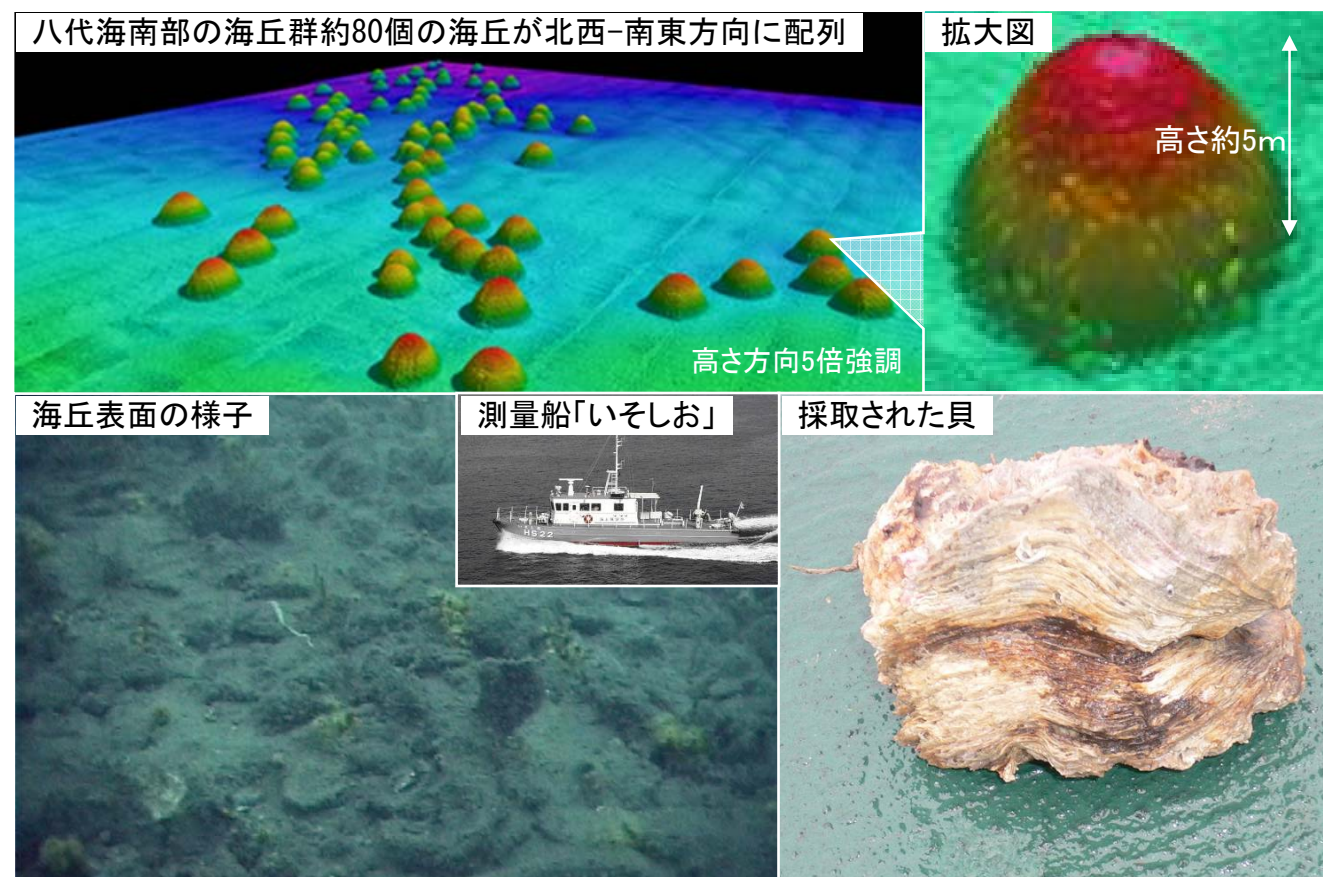 八代海南部の海丘群約80個の海丘が北西−南東方向に配列
拡大図
高さ約5m
高さ方向5倍強調
海丘表面の様子
測量船「いそしお」
採取された貝
HS22